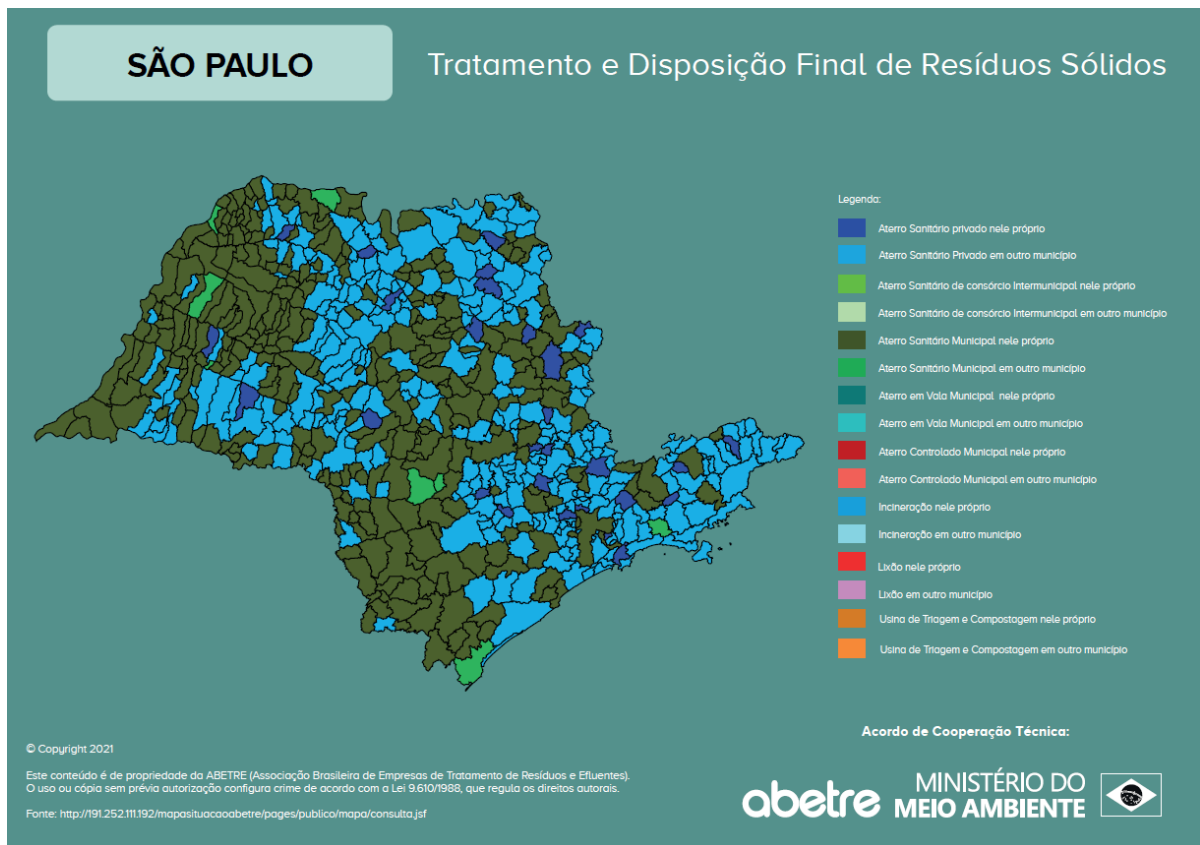 SÃO PAULO
Tratamento e Disposição Final de Resíduos Sólidos
Legenda:
Aterro Sanitário privado nele próprio
Aterro Sanitário Privado em outro município
Aterro Sanitário de consórcio Intermunicipal nele próprio
Aterro Sanitário de consórcio Intermunicipal em outro município
Aterro Sanitário Municipal nele próprio
Aterro Sanitário Municipal em outro município
Aterro em Vala Municipal nele próprio
Aterro em Vala Municipal em outro município
Aterro Controlado Municipal nele próprio
Aterro Controlado Municipal em outro município
Incineração nele próprio
Incineração em outro município
Lixão nele próprio
Lixão em outro município
Usina de Triagem e Compostagem nele próprio
Usina de Triagem e Compostagem em outro município
Acordo de Cooperação Técnica:
© Copyright 2021
Este conteúdo é de propriedade da ABETRE (Associação Brasileira de Empresas de Tratamento de Resíduos e Efluentes).
O uso ou cópia sem prévia autorização configura crime de acordo com a Lei 9.610/1988, que regula os direitos autorais.
Fonte: http://191.252.111.192/mapasituacaoabetre/pages/publico/mapa/consulta.jsf
abetre
MINISTÉRIO DO
MEIO AMBIENTE